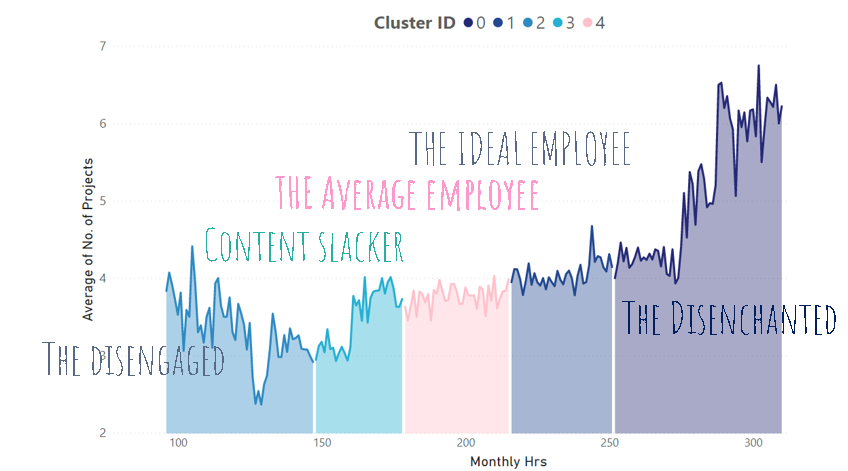 Cluster ID 0 1 2 3 4
7
6
5
4
3
2
Average of No. of Projects
THE IDEAL EMPLOYEE
THE AVERAGE EMPLOYEE
CONTENT SLACKER
THE DISENCHANTED
THE DISENGAGED
100 150 200 250 300
Monthly Hrs